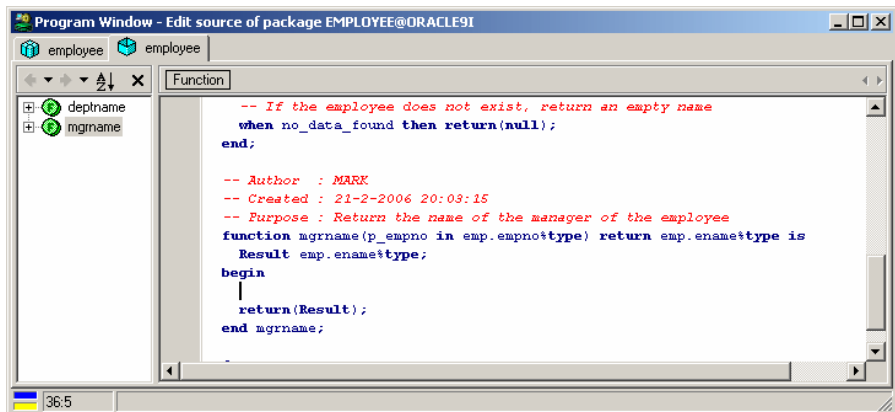 Program Window - Edit source of package EMPLOYEE@ORACLE9I
employee employee
Function
deptname
mgrname
-- If the employee does not exist, return an empty name
when no_data_found then return(null);
end;
-- Author : MARK
-- Created : 21-2-2006 20:03:15
-- Purpose : Return the name of the manager of the employee
function mgrname(p_empno in emp.empno%type) return emp.ename%type is
Result emp.ename%type;
begin
return(Result);
end mgrname;
36:5